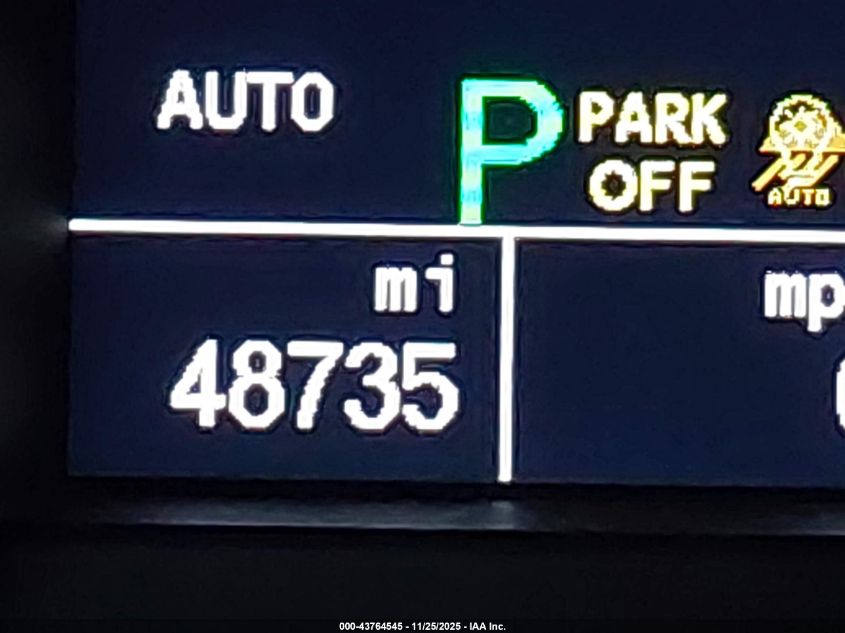 AUTO P PARK
OFF
AUTO
mi
mp
48735
000-43764545 - 11/25/2025 - IAA Inc.